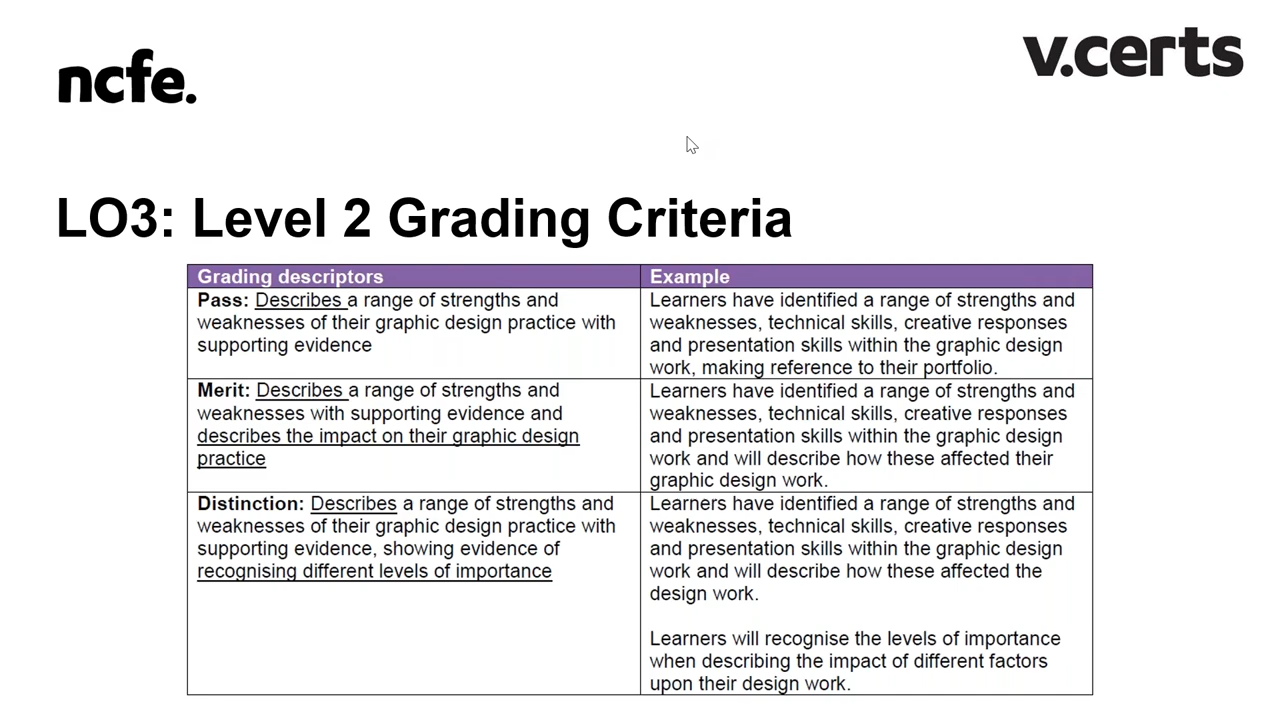 ncfe.
v.certs
LO3: Level 2 Grading Criteria
Grading descriptors
Example
Pass: Describes a range of strengths and
weaknesses of their graphic design practice with
supporting evidence
Learners have identified a range of strengths and
weaknesses, technical skills, creative responses
and presentation skills within the graphic design
work, making reference to their portfolio.
Merit: Describes a range of strengths and
weaknesses with supporting evidence and
describes the impact on their graphic design
practice
Learners have identified a range of strengths and
weaknesses, technical skills, creative responses
and presentation skills within the graphic design
work and will describe how these affected their
graphic design work.
Distinction: Describes a range of strengths and
weaknesses of their graphic design practice with
supporting evidence, showing evidence of
recognising different levels of importance
Learners have identified a range of strengths and
weaknesses, technical skills, creative responses
and presentation skills within the graphic design
work and will describe how these affected the
design work.
Learners will recognise the levels of importance
when describing the impact of different factors
upon their design work.